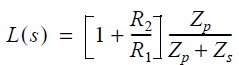 L(s) = [1 + R₂/R₁] Zₚ/(Zₚ + Zₛ)